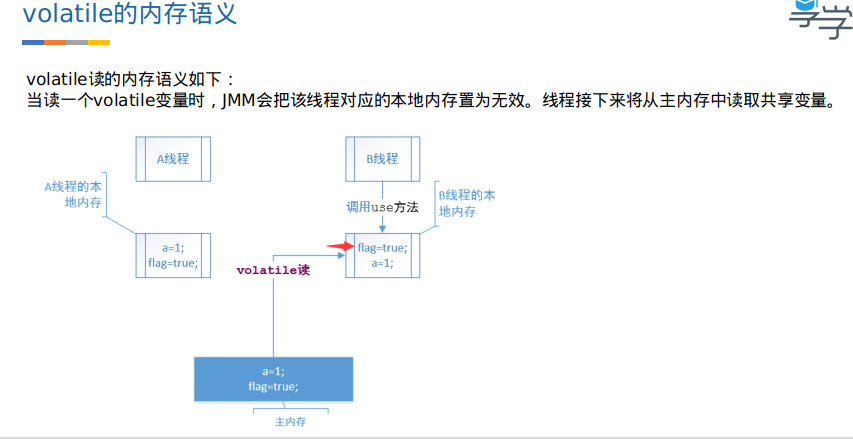 volatile的内存语义
享学
volatile读的内存语义如下：
当读一个volatile变量时，JMM会把该线程对应的本地内存置为无效。线程接下来将从主内存中读取共享变量。
A线程
B线程
A线程的本
地内存
调用use方法
B线程的本
地内存
a=1;
flag=true;
flag=true;
a=1;
volatile读
a=1;
flag=true;
主内存